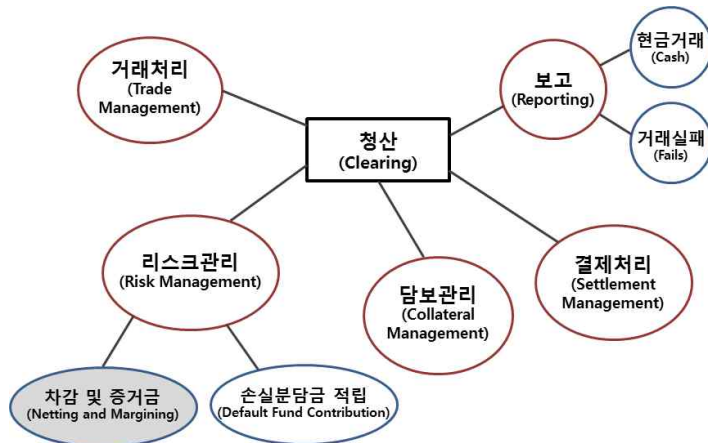 현금거래
(Cash)
거래처리
(Trade
Management)
보고
(Reporting)
거래실패
(Fails)
청산
(Clearing)
리스크관리
(Risk Management)
담보관리
(Collateral
Management)
결제처리
(Settlement
Management)
차감 및 증거금
(Netting and Margining)
손실분담금 적립
(Default Fund Contribution)